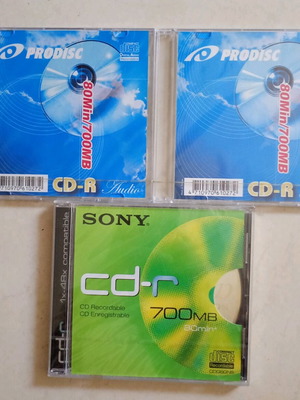 PRODISC
80Min/700MB
CD-R
Audio
PRODISC
80Min/700MB
CD-R
SONY
cd-r
CD Recordable
CD Enregistrable
700MB
80min
cd-r 1x-48x compatible